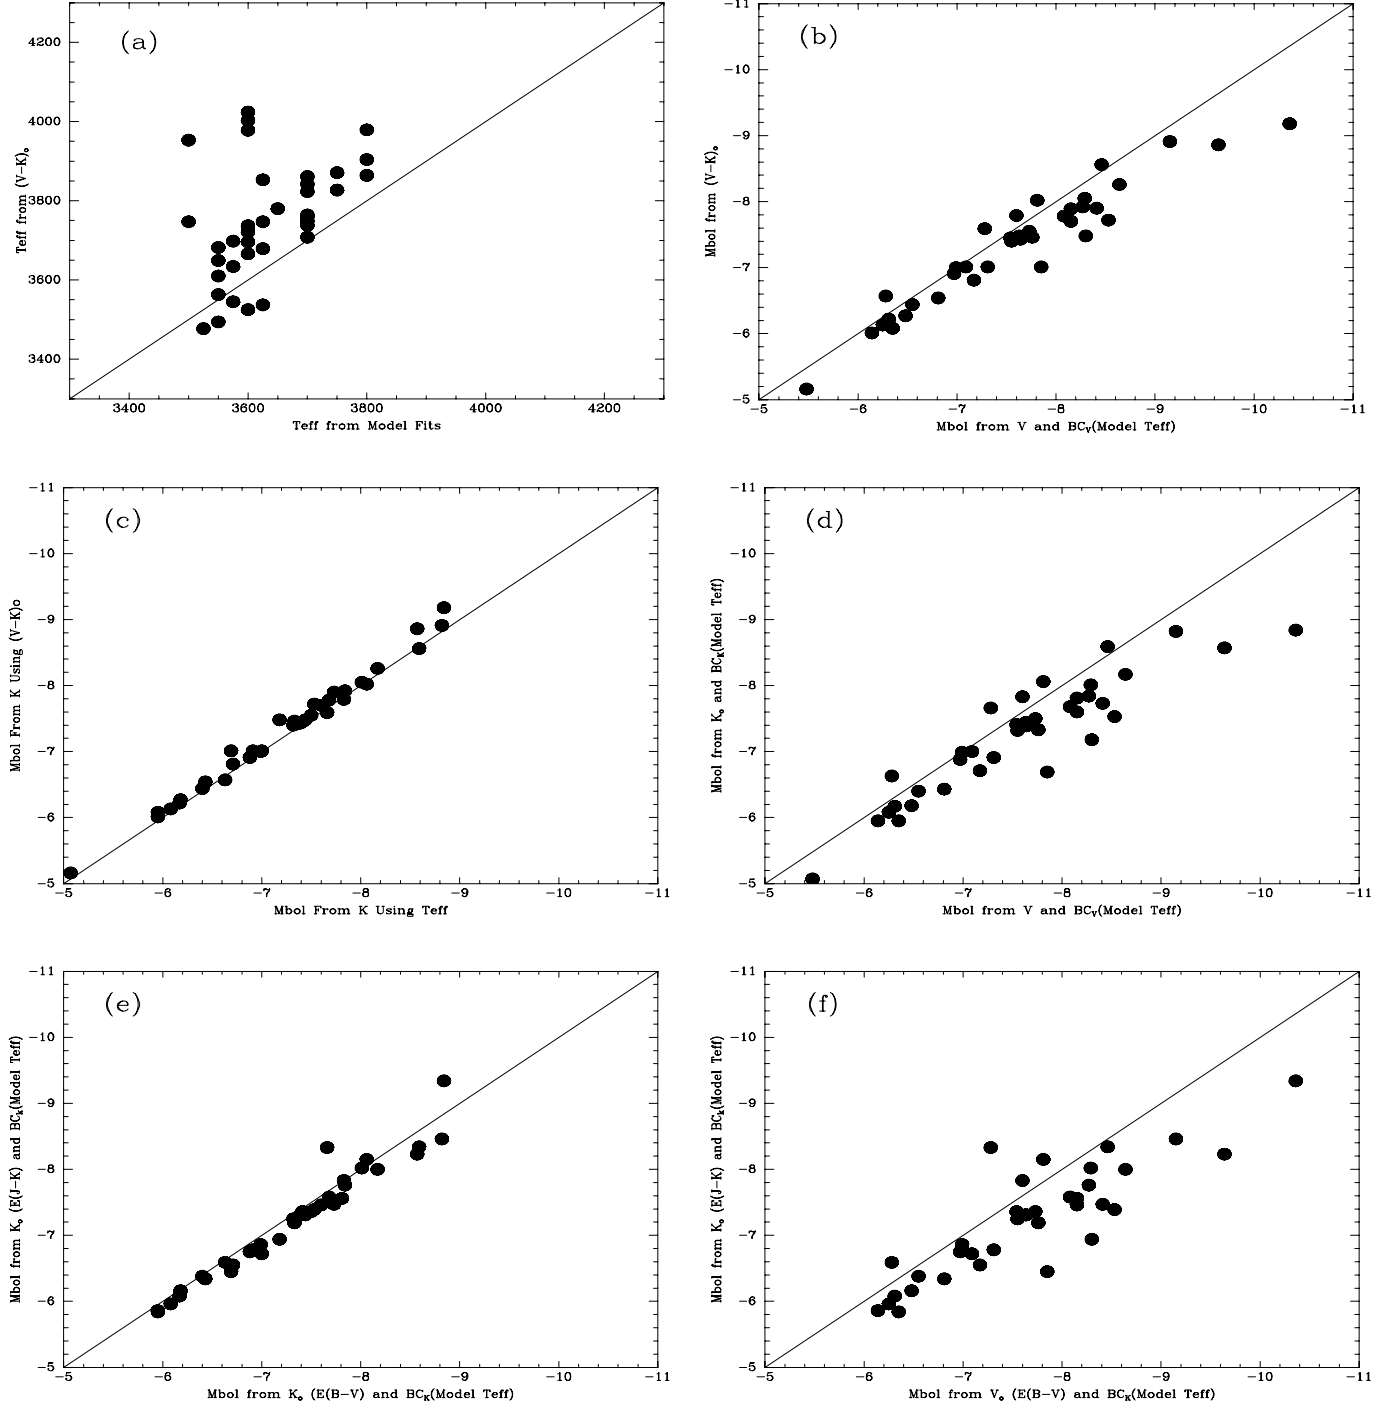 (a)
4200
4000
3800
3600
3400
3400 3600 3800 4000 4200
Teff from (V−K)o
Teff from Model Fits
(b)
−11
−10
−9
−8
−7
−6
−5
−5 −6 −7 −8 −9 −10 −11
Mbol from (V−K)o
Mbol from V and BCV(Model Teff)
(c)
−11
−10
−9
−8
−7
−6
−5
−5 −6 −7 −8 −9 −10 −11
Mbol From K Using (V−K)o
Mbol From K Using Teff
(d)
−11
−10
−9
−8
−7
−6
−5
−5 −6 −7 −8 −9 −10 −11
Mbol from Ko and BCK(Model Teff)
Mbol from V and BCV(Model Teff)
(e)
−11
−10
−9
−8
−7
−6
−5
−5 −6 −7 −8 −9 −10 −11
Mbol from Ko (E(J−K) and BCK(Model Teff)
Mbol from Ko (E(B−V) and BCK(Model Teff)
(f)
−11
−10
−9
−8
−7
−6
−5
−5 −6 −7 −8 −9 −10 −11
Mbol from Ko (E(J−K) and BCK(Model Teff)
Mbol from Vo (E(B−V) and BCK(Model Teff)